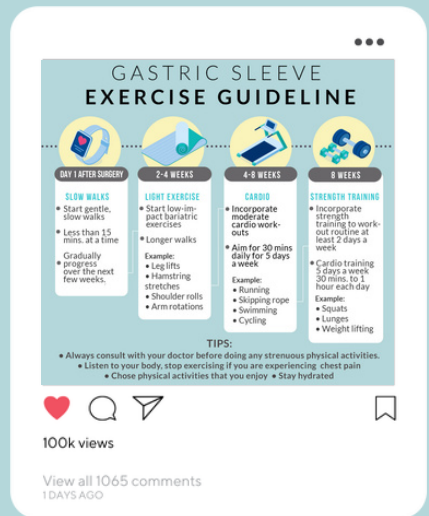 GASTRIC SLEEVE
EXERCISE GUIDELINE
DAY 1 AFTER SURGERY
SLOW WALKS
• Start gentle,
slow walks
• Less than 15
mins. at a time
Gradually
• progress
over the next
few weeks.
2-4 WEEKS
LIGHT EXERCISE
• Start low-im-
pact bariatric
exercises
• Longer walks
Example:
• Leg lifts
• Hamstring
stretches
• Shoulder rolls
• Arm rotations
4-8 WEEKS
CARDIO
• Incorporate
moderate
cardio work-
outs
• Aim for 30 mins
daily for 5 days
a week
Example:
• Running
• Skipping rope
• Swimming
• Cycling
8 WEEKS
STRENGTH TRAINING
• Incorporate
strength
training to work-
out routine at
least 2 days a
week
• Cardio training
5 days a week
30 mins. to 1
hour each day
Example:
• Squats
• Lunges
• Weight lifting
TIPS:
• Always consult with your doctor before doing any strenuous physical activities.
• Listen to your body, stop exercising if you are experiencing chest pain
• Chose physical activities that you enjoy • Stay hydrated
100k views
View all 1065 comments
1 DAYS AGO